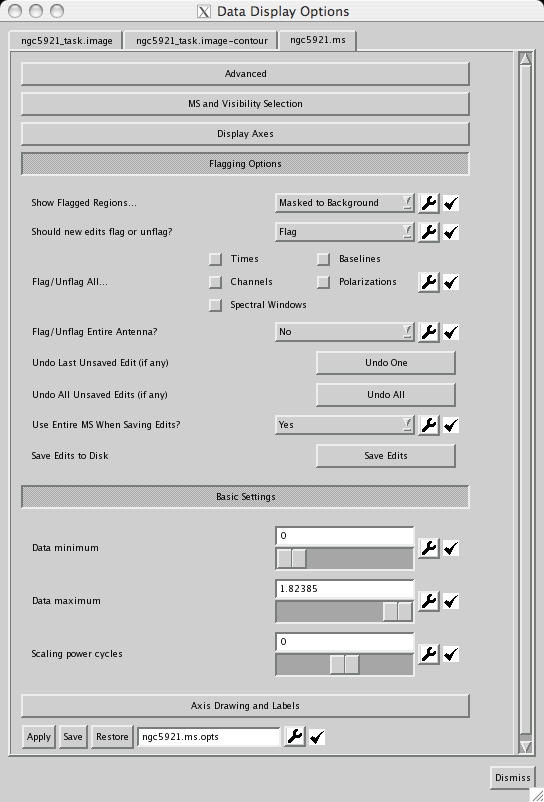 Data Display Options
ngc5921_task.image ngc5921_task.image-contour ngc5921.ms
Advanced
MS and Visibility Selection
Display Axes
Flagging Options
Show Flagged Regions... Masked to Background
Should new edits flag or unflag? Flag
Times Baselines
Flag/Unflag All... Channels Polarizations
Spectral Windows
Flag/Unflag Entire Antenna? No
Undo Last Unsaved Edit (if any) Undo One
Undo All Unsaved Edits (if any) Undo All
Use Entire MS When Saving Edits? Yes
Save Edits to Disk Save Edits
Basic Settings
0
Data minimum
1.82385
Data maximum
0
Scaling power cycles
Axis Drawing and Labels
Apply Save Restore ngc5921.ms.opts
Dismiss